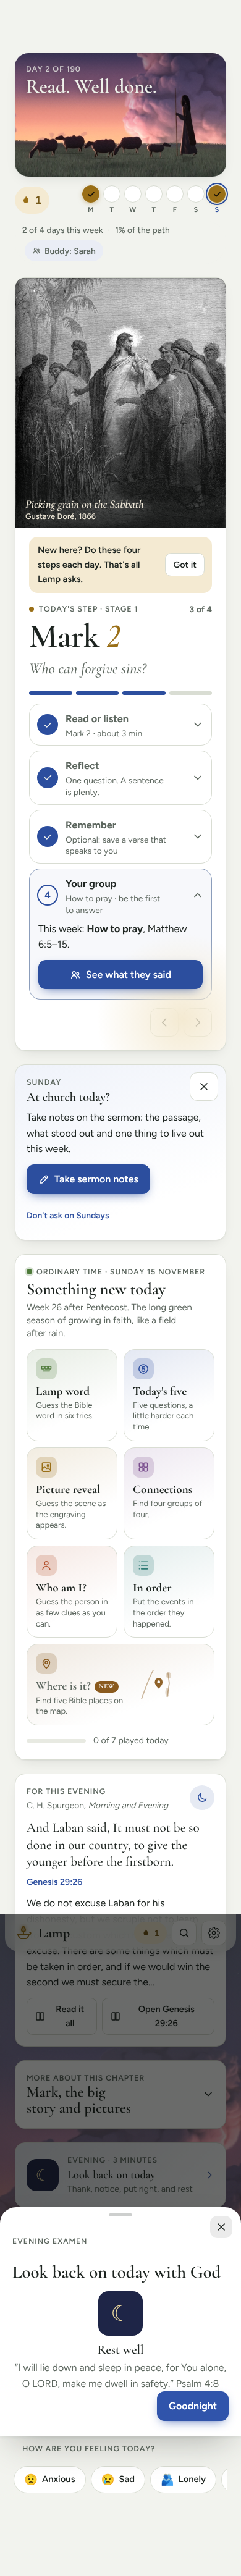 DAY 2 OF 190
Read. Well done.
1
M T W T F S S
2 of 4 days this week · 1% of the path
Buddy: Sarah
Picking grain on the Sabbath
Gustave Doré, 1866
New here? Do these four
steps each day. That's all
Lamp asks.
Got it
TODAY'S STEP · STAGE 1
3 of 4
Mark 2
Who can forgive sins?
Read or listen
Mark 2 · about 3 min
Reflect
One question. A sentence
is plenty.
Remember
Optional: save a verse that
speaks to you
4
Your group
How to pray · be the first
to answer
This week: How to pray, Matthew
6:5–15.
See what they said
SUNDAY
At church today?
Take notes on the sermon: the passage,
what stood out and one thing to live out
this week.
Take sermon notes
Don't ask on Sundays
ORDINARY TIME · SUNDAY 15 NOVEMBER
Something new today
Week 26 after Pentecost. The long green
season of growing in faith, like a field
after rain.
Lamp word
Guess the Bible
word in six tries.
Today's five
Five questions, a
little harder each
time.
Picture reveal
Guess the scene as
the engraving
appears.
Connections
Find four groups of
four.
Who am I?
Guess the person in
as few clues as you
can.
In order
Put the events in
the order they
happened.
Where is it? NEW
Find five Bible places on
the map.
0 of 7 played today
FOR THIS EVENING
C. H. Spurgeon, Morning and Evening
And Laban said, It must not be so
done in our country, to give the
younger before the firstborn.
Genesis 29:26
We do not excuse Laban for his
Lamp
1
excuse. There are some things which must
be taken in order, and if we would win the
second we must secure the...
Read it
all
Open Genesis
29:26
MORE ABOUT THIS CHAPTER
Mark, the big
story and pictures
EVENING · 3 MINUTES
Look back on today
Thank, notice, put right, and rest
EVENING EXAMEN
Look back on today with God
Rest well
“I will lie down and sleep in peace, for You alone,
O LORD, make me dwell in safety.” Psalm 4:8
Goodnight
HOW ARE YOU FEELING TODAY?
Anxious
Sad
Lonely